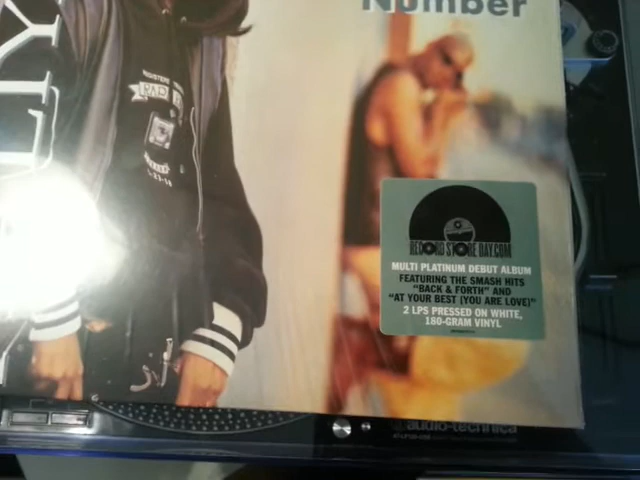 Number
LIY
RECORD STORE DAY.COM
MULTI PLATINUM DEBUT ALBUM
FEATURING THE SMASH HITS
"BACK & FORTH" AND
"AT YOUR BEST (YOU ARE LOVE)"
2 LPS PRESSED ON WHITE,
180-GRAM VINYL
audio-technica